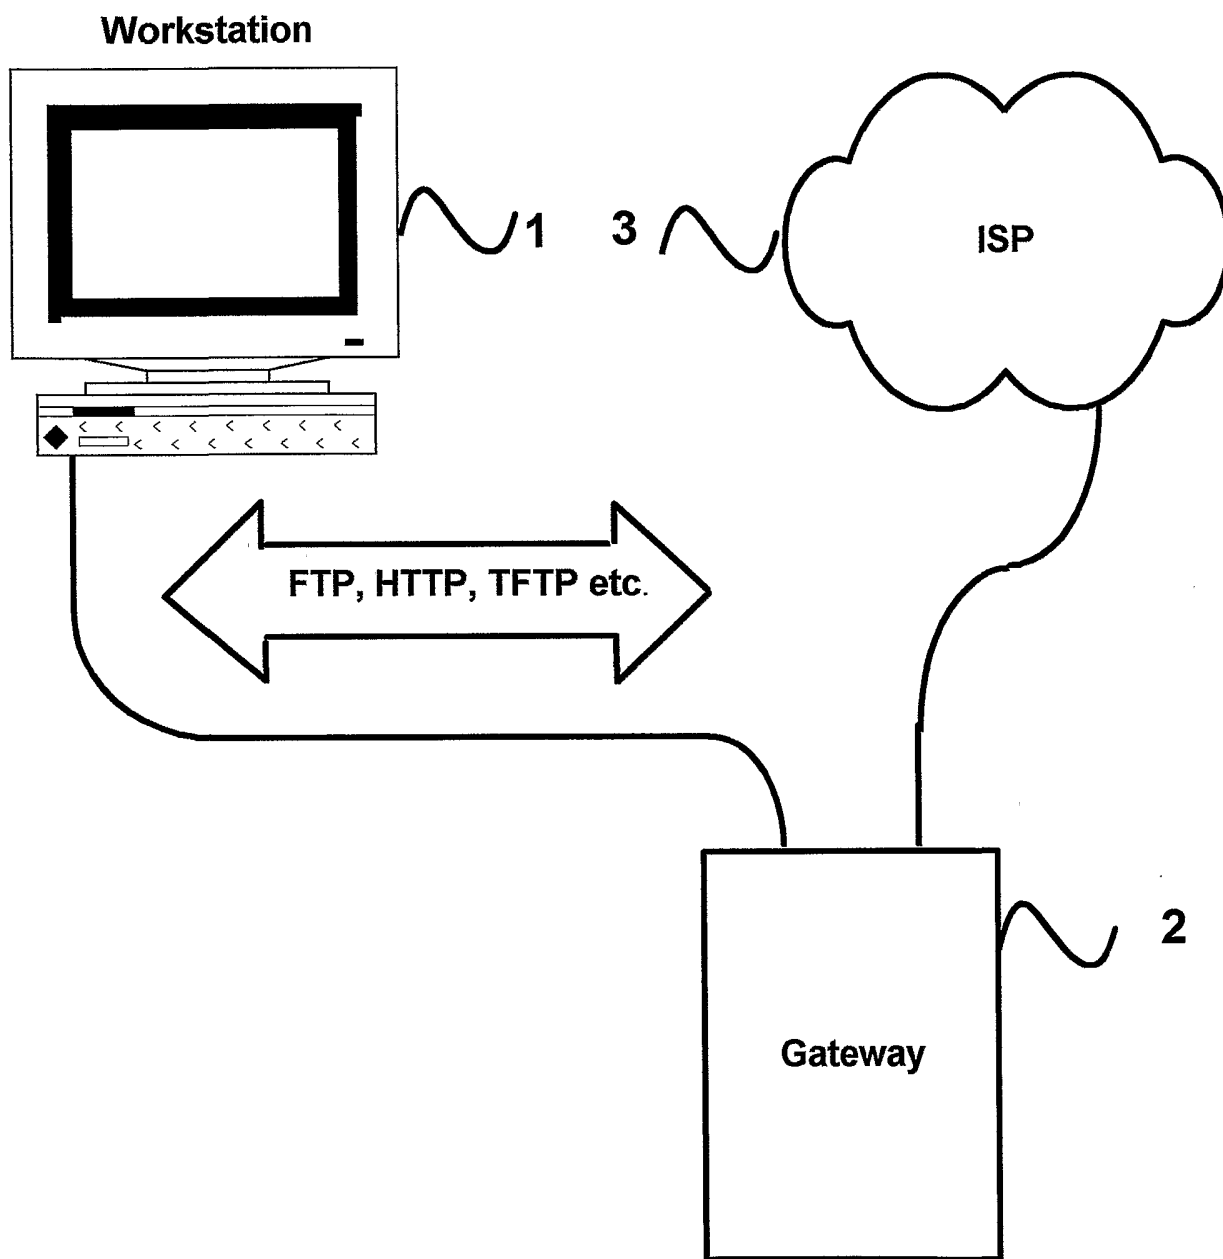 Workstation
1
3
ISP
FTP, HTTP, TFTP etc.
2
Gateway